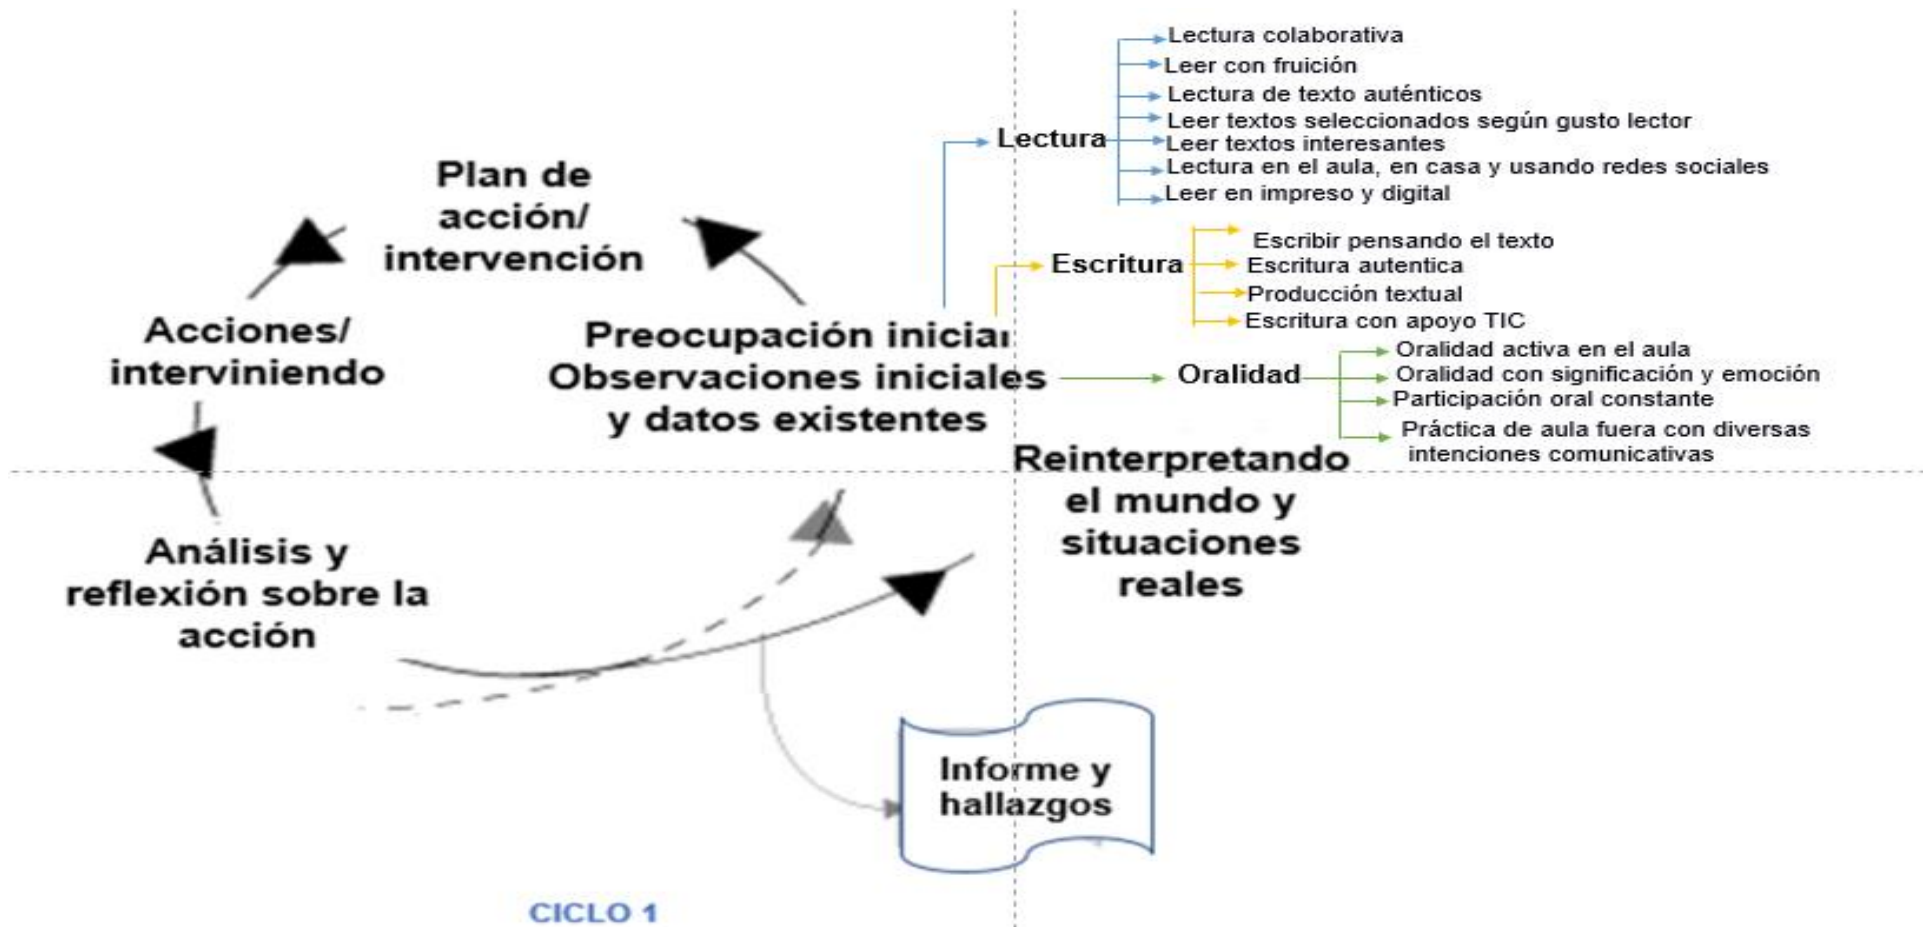 Plan de
acción/
intervención
Acciones/
interviniendo
Preocupación inicial
Observaciones iniciales
y datos existentes
Análisis y
reflexión sobre la
acción
Lectura
Lectura colaborativa
Leer con fruición
Lectura de texto auténticos
Leer textos seleccionados según gusto lector
Leer textos interesantes
Lectura en el aula, en casa y usando redes sociales
Leer en impreso y digital
Escritura
Escribir pensando el texto
Escritura autentica
Producción textual
Escritura con apoyo TIC
Oralidad
Oralidad activa en el aula
Oralidad con significación y emoción
Participación oral constante
Práctica de aula fuera con diversas
intenciones comunicativas
Reinterpretando
el mundo y
situaciones
reales
Informe y
hallazgos
CICLO 1